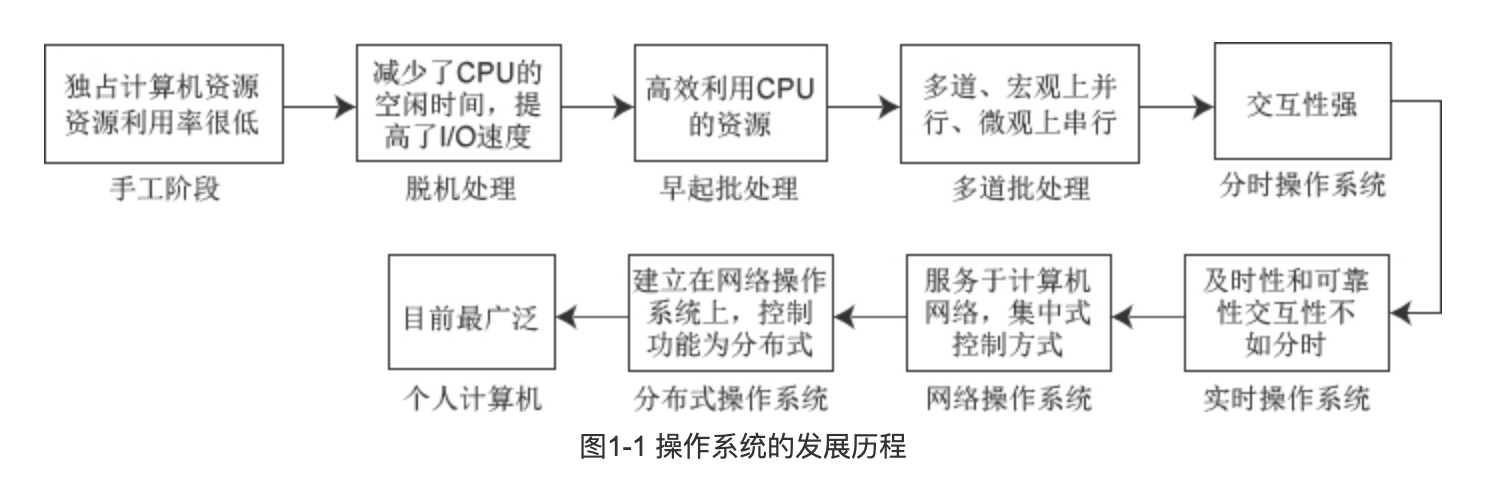 独占计算机资源
资源利用率很低
手工阶段
减少了CPU的
空闲时间，提
高了I/O速度
脱机处理
高效利用CPU
的资源
早起批处理
多道、宏观上并
行、微观上串行
多道批处理
交互性强
分时操作系统
及时性和可靠
性交互性不
如分时
实时操作系统
服务于计算机
网络，集中式
控制方式
网络操作系统
建立在网络操作
系统上，控制
功能为分布式
分布式操作系统
目前最广泛
个人计算机
图1-1 操作系统的发展历程